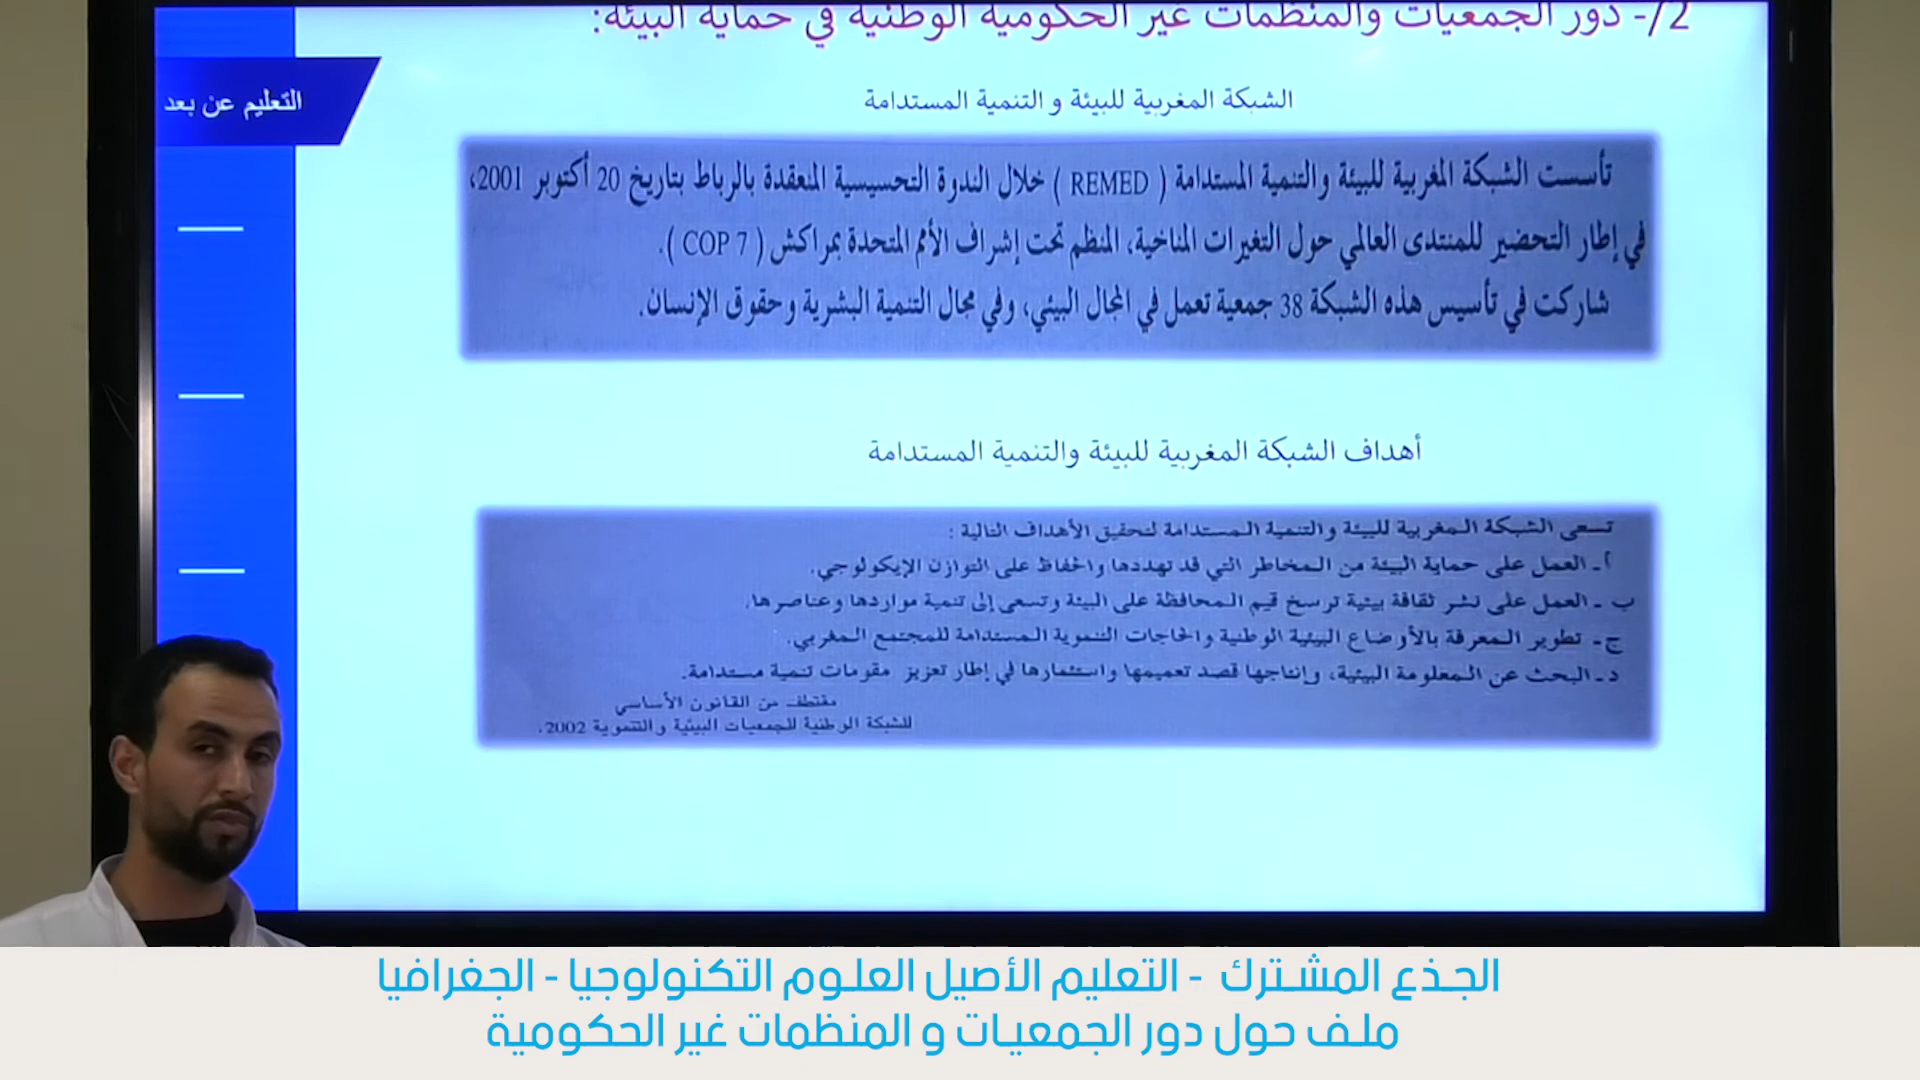 2/- دور الجمعيات والمنظمات غير الحكومية الوطنية في حماية البيئة:
التعليم عن بعد
الشبكة المغربية للبيئة و التنمية المستدامة
تأسست الشبكة المغربية للبيئة والتنمية المستدامة ( REMED ) خلال الندوة التحسيسية المنعقدة بالرباط بتاريخ 20 أكتوبر 2001،
في إطار التحضير للمنتدى العالمي حول التغيرات المناخية، المنظم تحت إشراف الأمم المتحدة بمراكش ( COP 7 ).
شاركت في تأسيس هذه الشبكة 38 جمعية تعمل في المجال البيئي، وفي مجال التنمية البشرية وحقوق الإنسان.
أهداف الشبكة المغربية للبيئة والتنمية المستدامة
تسعى الشبكة المغربية للبيئة والتنمية المستدامة لتحقيق الأهداف التالية :
أ ـ العمل على حماية البيئة من المخاطر التي قد تهددها والحفاظ على التوازن الإيكولوجي.
ب ـ العمل على نشر ثقافة بيئية ترسخ قيم المحافظة على البيئة وتسعى إلى تنمية مواردها وعناصرها.
ج ـ تطوير المعرفة بالأوضاع البيئية الوطنية والحاجات التنموية المستدامة للمجتمع المغربي.
د ـ البحث عن المعلومة البيئية، وإنتاجها قصد تعميمها واستثمارها في إطار تعزيز مقومات تنمية مستدامة.
مقتطف من القانون الأساسي
للشبكة الوطنية للجمعيات البيئية والتنموية 2002.
الجذع المشترك - التعليم الأصيل العلوم التكنولوجيا - الجغرافيا
ملف حول دور الجمعيات و المنظمات غير الحكومية